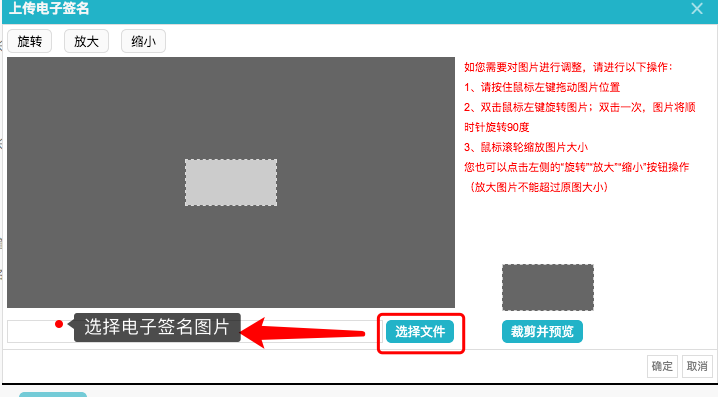 上传电子签名
旋转
放大
缩小
如您需要对图片进行调整，请进行以下操作：
1、请按住鼠标左键拖动图片位置
2、双击鼠标左键旋转图片；双击一次，图片将顺
时针旋转90度
3、鼠标滚轮缩放图片大小
您也可以点击左侧的“旋转”“放大”“缩小”按钮操作
（放大图片不能超过原图大小）
选择电子签名图片
选择文件
裁剪并预览
确定
取消